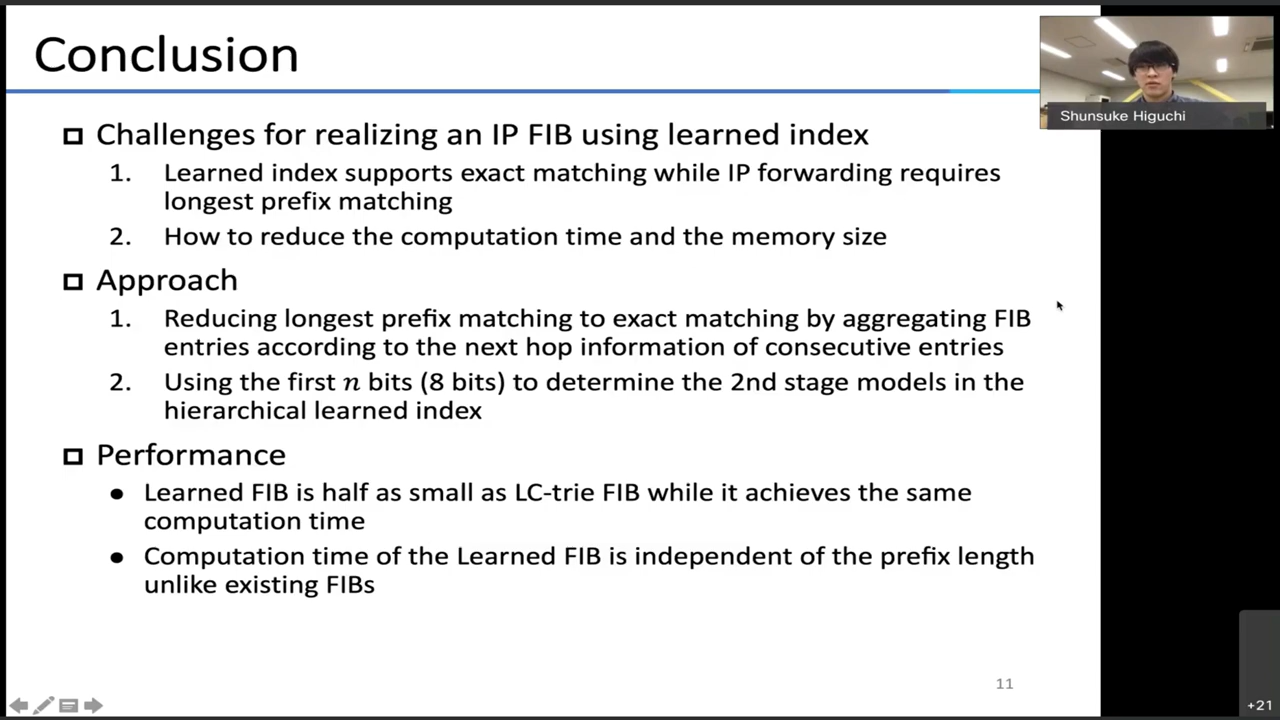 Conclusion
Shunsuke Higuchi
Challenges for realizing an IP FIB using learned index
1. Learned index supports exact matching while IP forwarding requires
longest prefix matching
2. How to reduce the computation time and the memory size
Approach
1. Reducing longest prefix matching to exact matching by aggregating FIB
entries according to the next hop information of consecutive entries
2. Using the first n bits (8 bits) to determine the 2nd stage models in the
hierarchical learned index
Performance
● Learned FIB is half as small as LC-trie FIB while it achieves the same
computation time
● Computation time of the Learned FIB is independent of the prefix length
unlike existing FIBs
11
+21